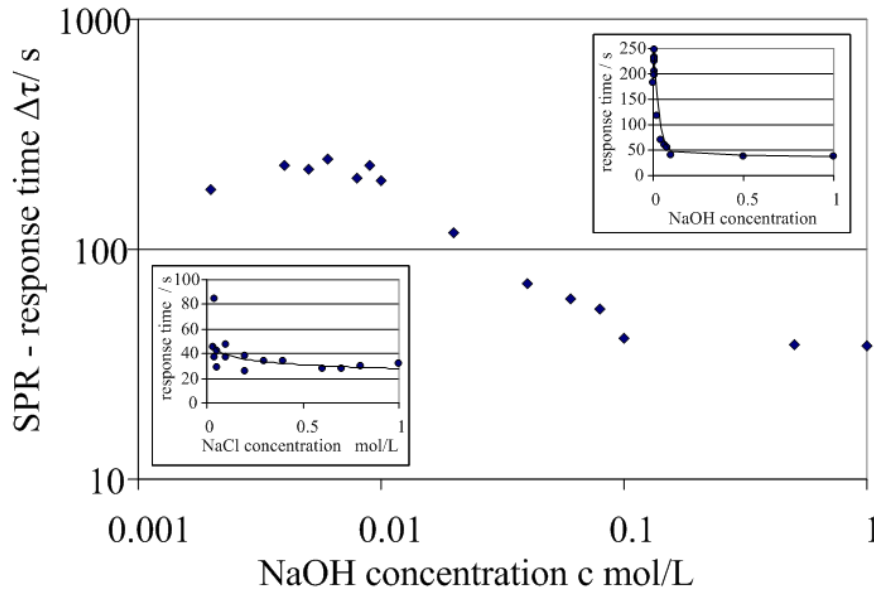 1000
100
10
SPR - response time Δτ/ s
0.001 0.01 0.1 1
NaOH concentration c mol/L
250
200
150
100
50
0
response time / s
0 0.5 1
NaOH concentration
100
80
60
40
20
0
response time / s
0 0.5 1
NaCl concentration mol/L